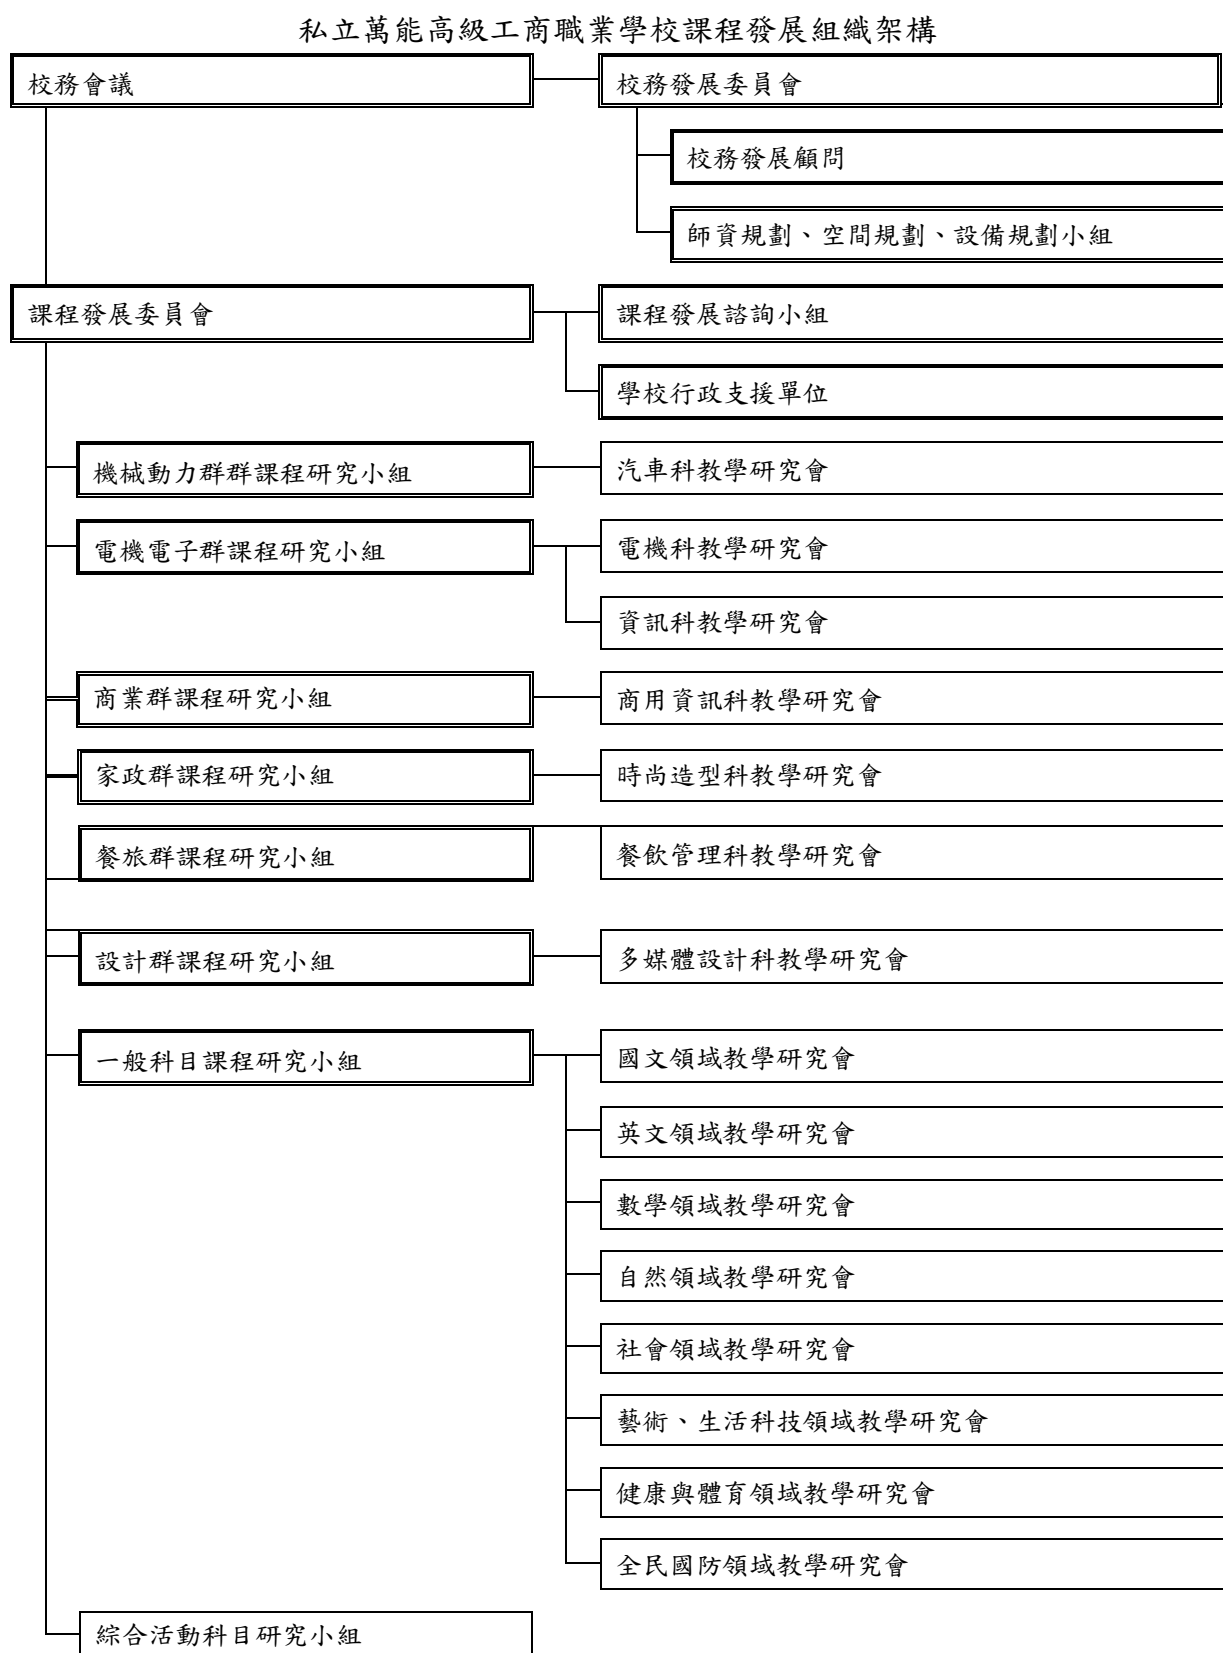 私立萬能高級工商職業學校課程發展組織架構
校務會議
校務發展委員會
校務發展顧問
師資規劃、空間規劃、設備規劃小組
課程發展委員會
課程發展諮詢小組
學校行政支援單位
機械動力群群課程研究小組
汽車科教學研究會
電機電子群課程研究小組
電機科教學研究會
資訊科教學研究會
商業群課程研究小組
商用資訊科教學研究會
家政群課程研究小組
時尚造型科教學研究會
餐旅群課程研究小組
餐飲管理科教學研究會
設計群課程研究小組
多媒體設計科教學研究會
一般科目課程研究小組
國文領域教學研究會
英文領域教學研究會
數學領域教學研究會
自然領域教學研究會
社會領域教學研究會
藝術、生活科技領域教學研究會
健康與體育領域教學研究會
全民國防領域教學研究會
綜合活動科目研究小組